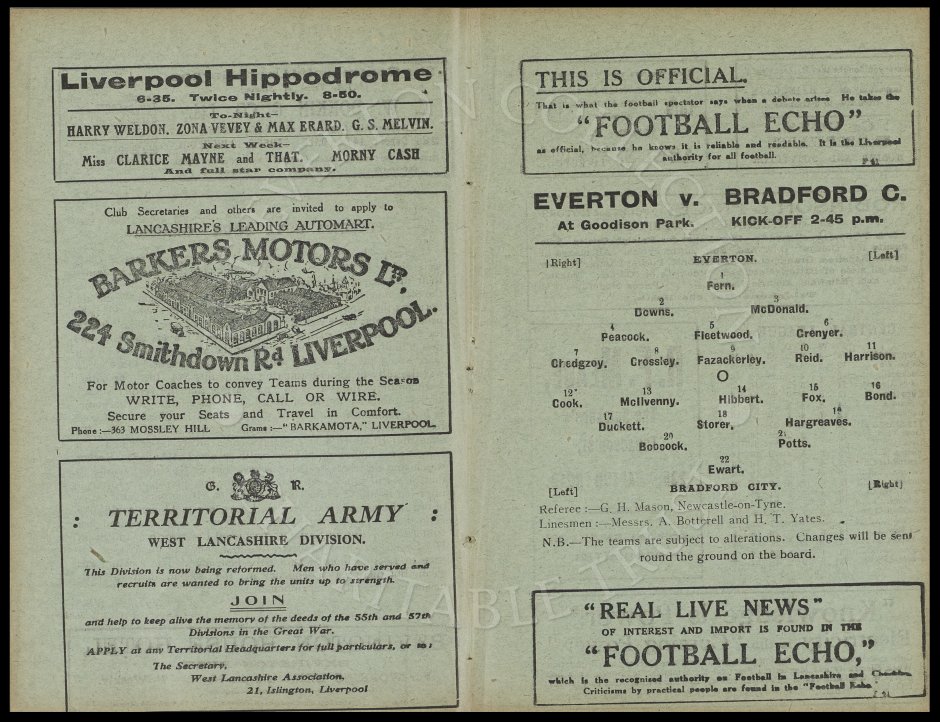 Liverpool Hippodrome
6-35. Twice Nightly. 8-50.
To-Night—
HARRY WELDON, ZONA VEVEY & MAX ERARD. G. S. MELVIN.
Next Week—
Miss CLARICE MAYNE and THAT. MORNY CASH
And full star company.
Club Secretaries and others are invited to apply to
LANCASHIRE'S LEADING AUTOMART.
BARKERS MOTORS LTD.
224 Smithdown Rd LIVERPOOL.
For Motor Coaches to convey Teams during the Season
WRITE, PHONE, CALL OR WIRE.
Secure your Seats and Travel in Comfort.
Phone :—363 MOSSLEY HILL Grams :—"BARKAMOTA," LIVERPOOL.
G. R.
: TERRITORIAL ARMY :
WEST LANCASHIRE DIVISION.
This Division is now being reformed. Men who have served and
recruits are wanted to bring the units up to strength.
JOIN
and help to keep alive the memory of the deeds of the 55th and 57th
Divisions in the Great War.
APPLY at any Territorial Headquarters for full particulars, or to :
The Secretary,
West Lancashire Association.
21, Islington, Liverpool
THIS IS OFFICIAL.
That is what the football spectator says when a debate arises He takes the
"FOOTBALL ECHO"
as official, because he knows it is reliable and readable. It is the Liverpool
authority for all football.
EVERTON v. BRADFORD C.
At Goodison Park. KICK-OFF 2-45 p.m.
[Right] EVERTON. [Left]
1
Fern.
2 3
Downs. McDonald.
4 5 6
Peacock. Fleetwood. Grenyer.
7 8 9 10 11
Chedgzoy. Crossley. Fazackerley. Reid. Harrison.
O
12 13 14 15 16
Cook. McIlvenny. Hibbert. Fox. Bond.
17 18 19
Duckett. Storer. Hargreaves.
20 21
Boocock. Potts.
22
Ewart.
[Left] BRADFORD CITY. [Right]
Referee :—G. H. Mason, Newcastle-on-Tyne.
Linesmen :—Messrs. A. Botterell and H. T. Yates.
N.B.—The teams are subject to alterations. Changes will be sent
round the ground on the board.
"REAL LIVE NEWS"
OF INTEREST AND IMPORT IS FOUND IN THE
"FOOTBALL ECHO,"
which is the recognised authority on Football in Lancashire and Cheshire.
Criticisms by practical people are found in the "Football Echo